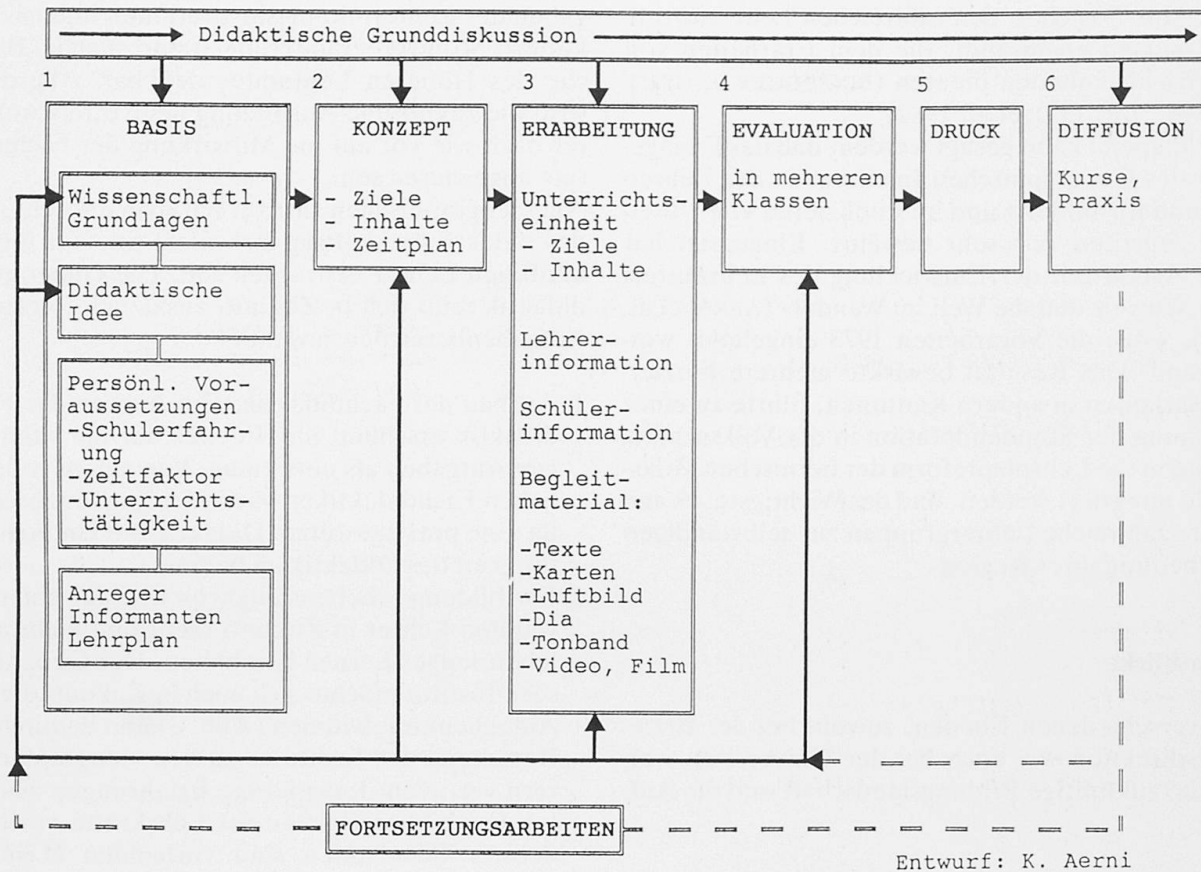 Didaktische Grunddiskussion
1
BASIS
Wissenschaftl.
Grundlagen
Didaktische
Idee
Persönl. Vor-
aussetzungen
-Schulerfahr-
ung
-Zeitfaktor
-Unterrichts-
tätigkeit
Anreger
Informanten
Lehrplan
2
KONZEPT
Ziele
Inhalte
Zeitplan
3
ERARBEITUNG
Unterrichts-
einheit
Ziele
Inhalte
Lehrer-
information
Schüler-
information
Begleit-
material:
-Texte
-Karten
-Luftbild
-Dia
-Tonband
-Video, Film
4
EVALUATION
in mehreren
Klassen
5
DRUCK
6
DIFFUSION
Kurse,
Praxis
FORTSETZUNGSARBEITEN
Entwurf: K. Aerni